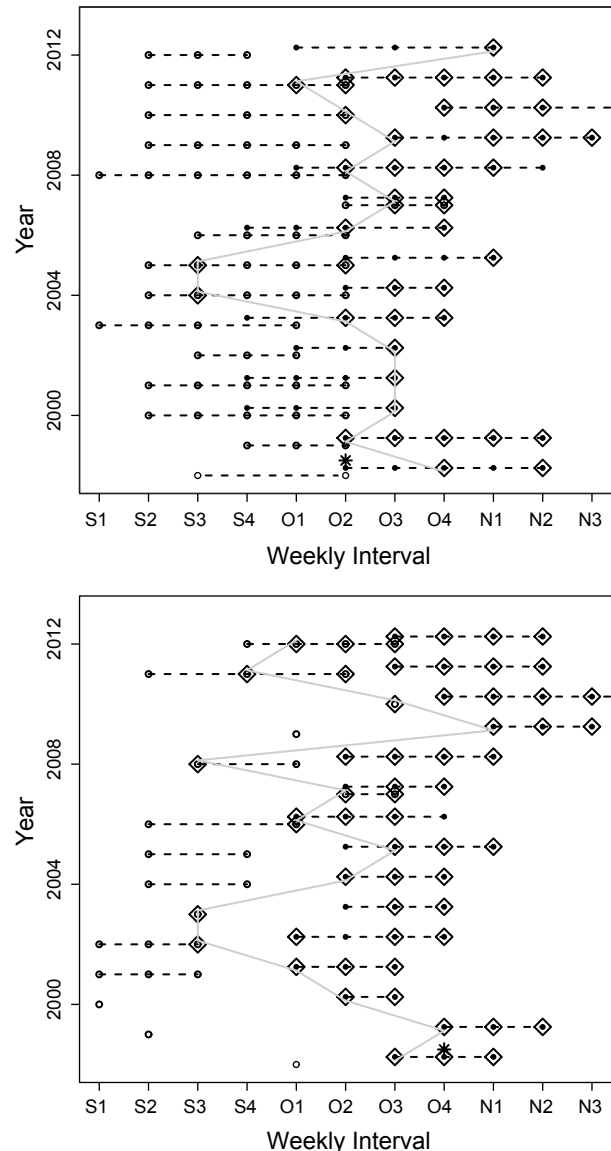 2012
2008
2004
2000
Year
S1 S2 S3 S4 O1 O2 O3 O4 N1 N2 N3
Weekly Interval
2012
2008
2004
2000
Year
S1 S2 S3 S4 O1 O2 O3 O4 N1 N2 N3
Weekly Interval